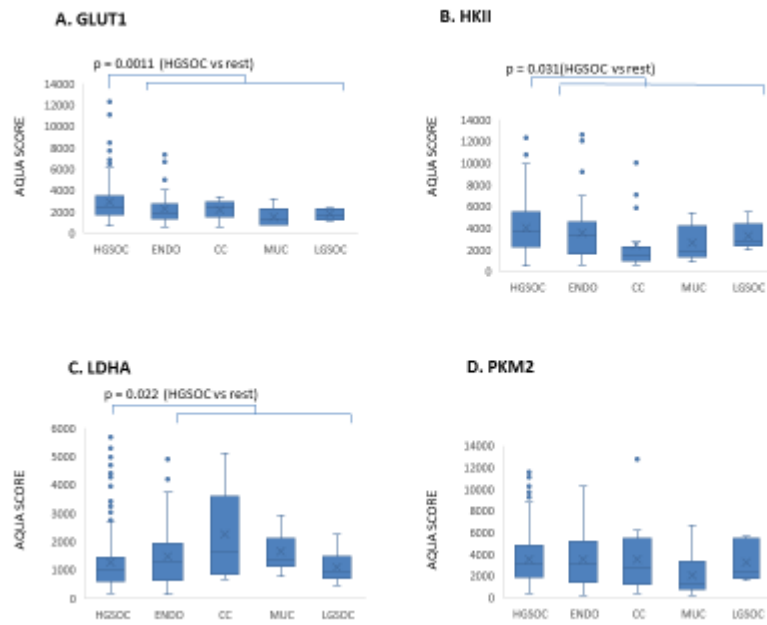 A. GLUT1
p = 0.0011 (HGSOC vs rest)
AQUA SCORE
14000
12000
10000
8000
6000
4000
2000
0
HGSOC ENDO CC MUC LGSOC
B. HKII
p = 0.031(HGSOC vs rest)
AQUA SCORE
14000
12000
10000
8000
6000
4000
2000
0
HGSOC ENDO CC MUC LGSOC
C. LDHA
p = 0.022 (HGSOC vs rest)
AQUA SCORE
6000
5000
4000
3000
2000
1000
0
HGSOC ENDO CC MUC LGSOC
D. PKM2
AQUA SCORE
14000
12000
10000
8000
6000
4000
2000
0
HGSOC ENDO CC MUC LGSOC